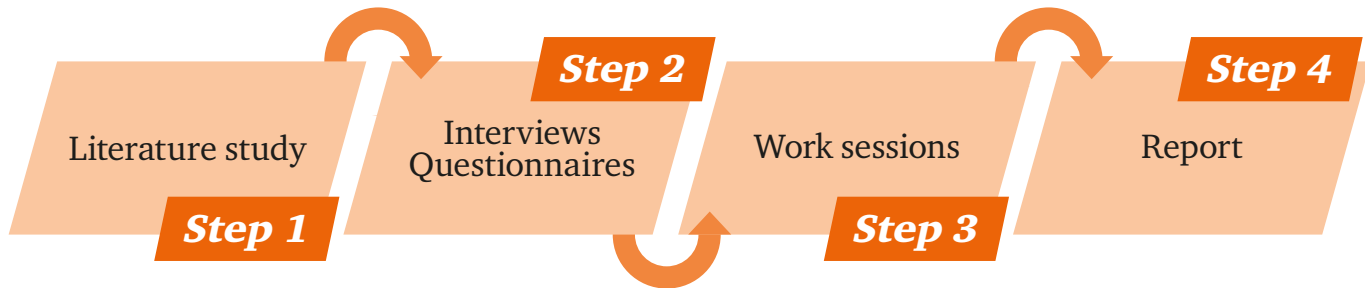 Literature study
Step 1
Step 2
Interviews
Questionnaires
Work sessions
Step 3
Step 4
Report